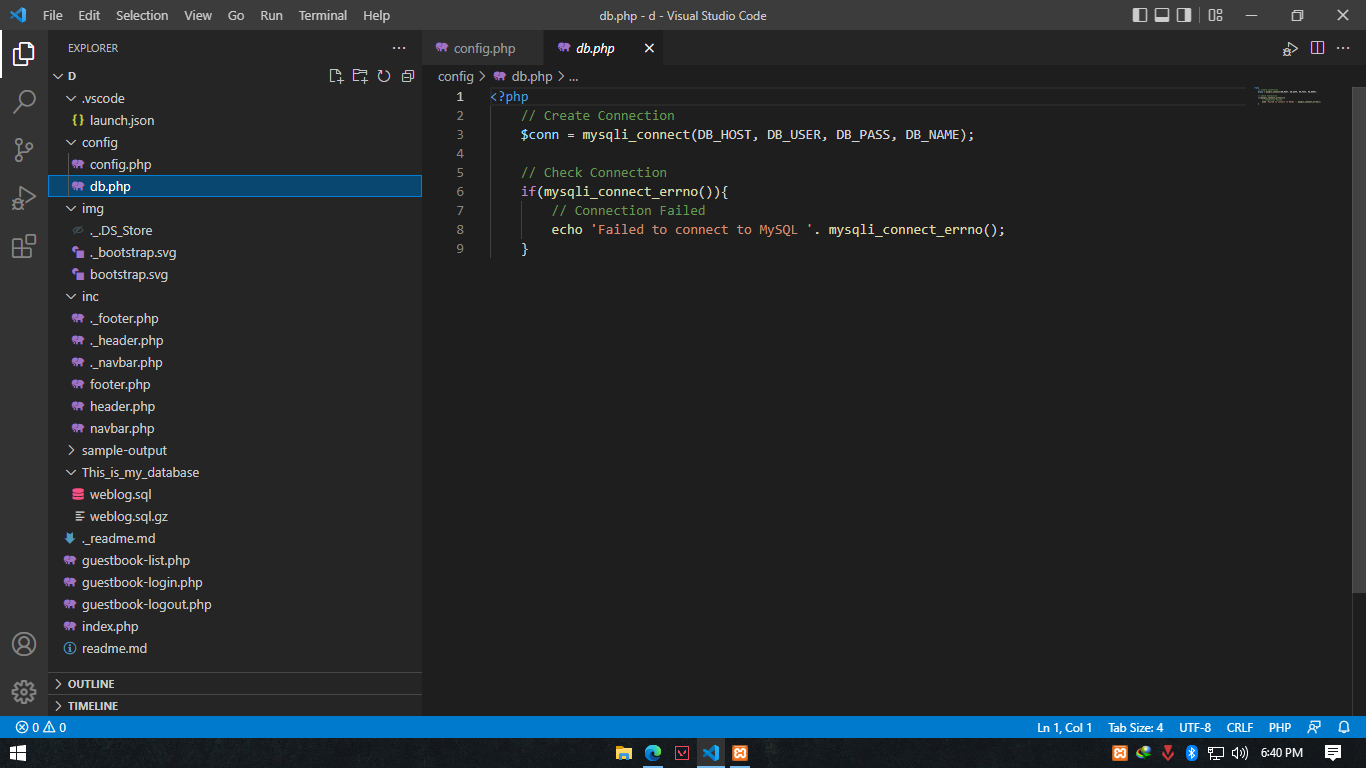 File Edit Selection View Go Run Terminal Help
db.php - d - Visual Studio Code
EXPLORER
D
.vscode
launch.json
config
config.php
db.php
img
._.DS_Store
._bootstrap.svg
bootstrap.svg
inc
._footer.php
._header.php
._navbar.php
footer.php
header.php
navbar.php
sample-output
This_is_my_database
weblog.sql
weblog.sql.gz
._readme.md
guestbook-list.php
guestbook-login.php
guestbook-logout.php
index.php
readme.md
OUTLINE
TIMELINE
config.php db.php
config > db.php > ...
1 <?php
2 // Create Connection
3 $conn = mysqli_connect(DB_HOST, DB_USER, DB_PASS, DB_NAME);
4
5 // Check Connection
6 if(mysqli_connect_errno()){
7 // Connection Failed
8 echo 'Failed to connect to MySQL '. mysqli_connect_errno();
9 }
0 0 Ln 1, Col 1 Tab Size: 4 UTF-8 CRLF PHP
6:40 PM